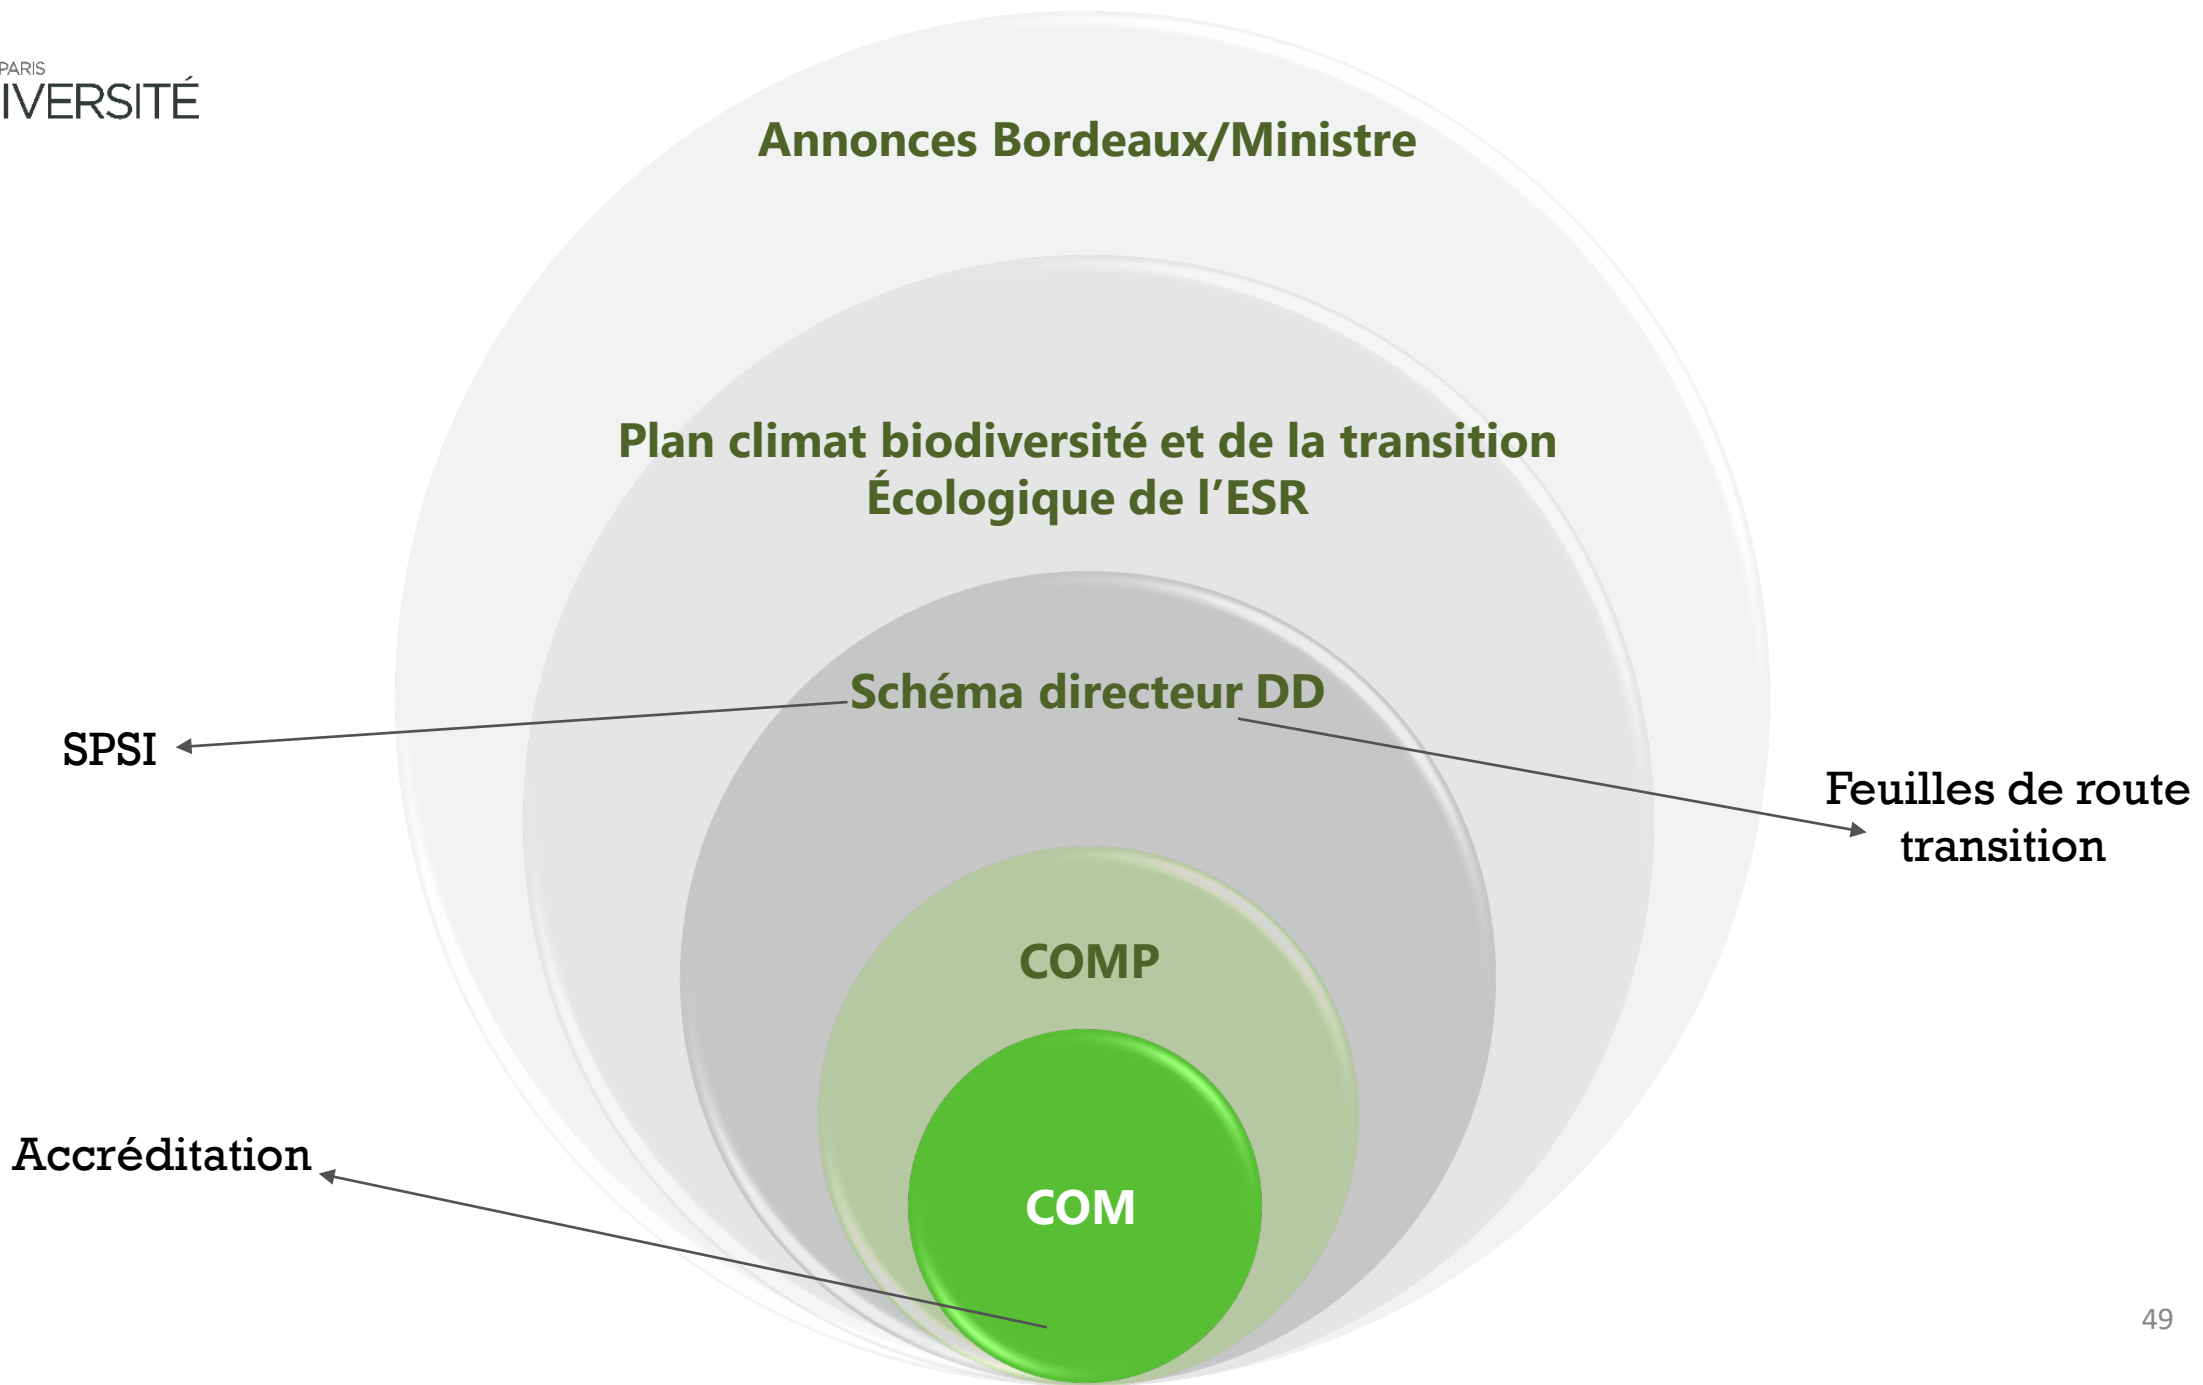 PARIS
IVERSITÉ
Annonces Bordeaux/Ministre
Plan climat biodiversité et de la transition
Écologique de l’ESR
Schéma directeur DD
SPSI
Feuilles de route
transition
COMP
Accréditation
COM
49